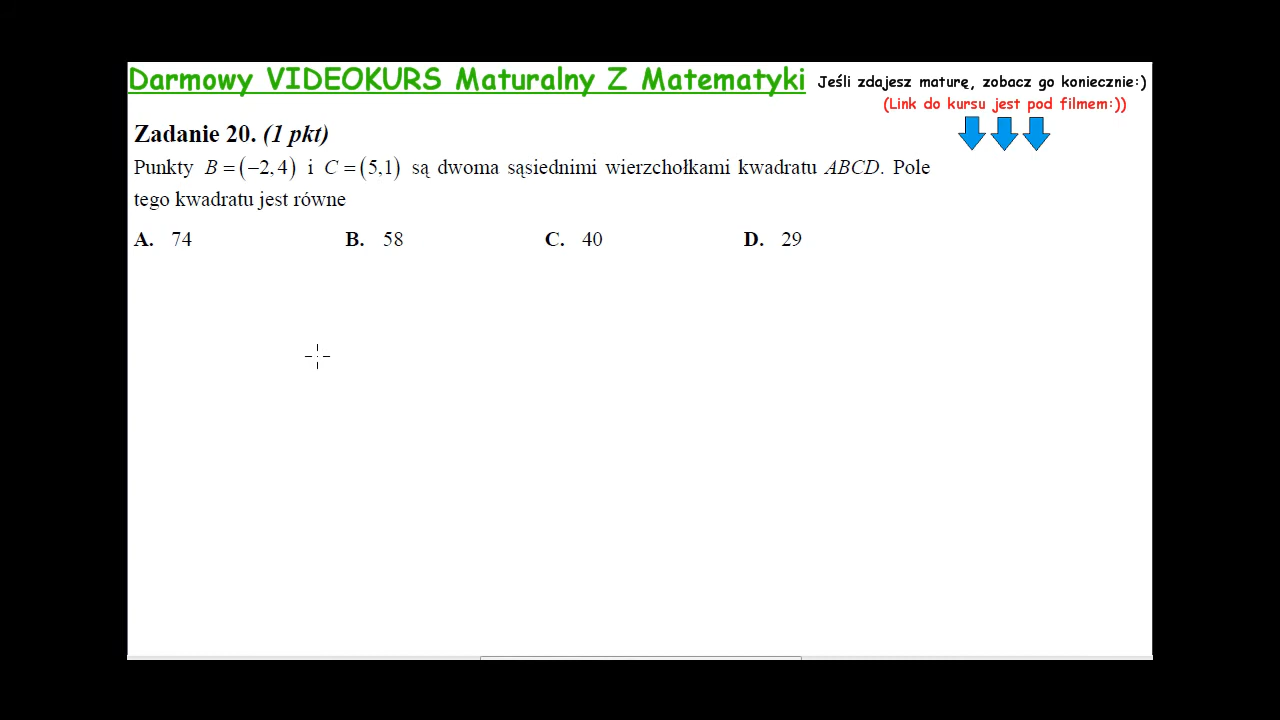 Darmowy VIDEOKURS Maturalny Z Matematyki
Jeśli zdajesz maturę, zobacz go koniecznie:)
(Link do kursu jest pod filmem:))
Zadanie 20. (1 pkt)
Punkty B = (−2, 4) i C = (5,1) są dwoma sąsiednimi wierzchołkami kwadratu ABCD. Pole
tego kwadratu jest równe
A. 74 B. 58 C. 40 D. 29